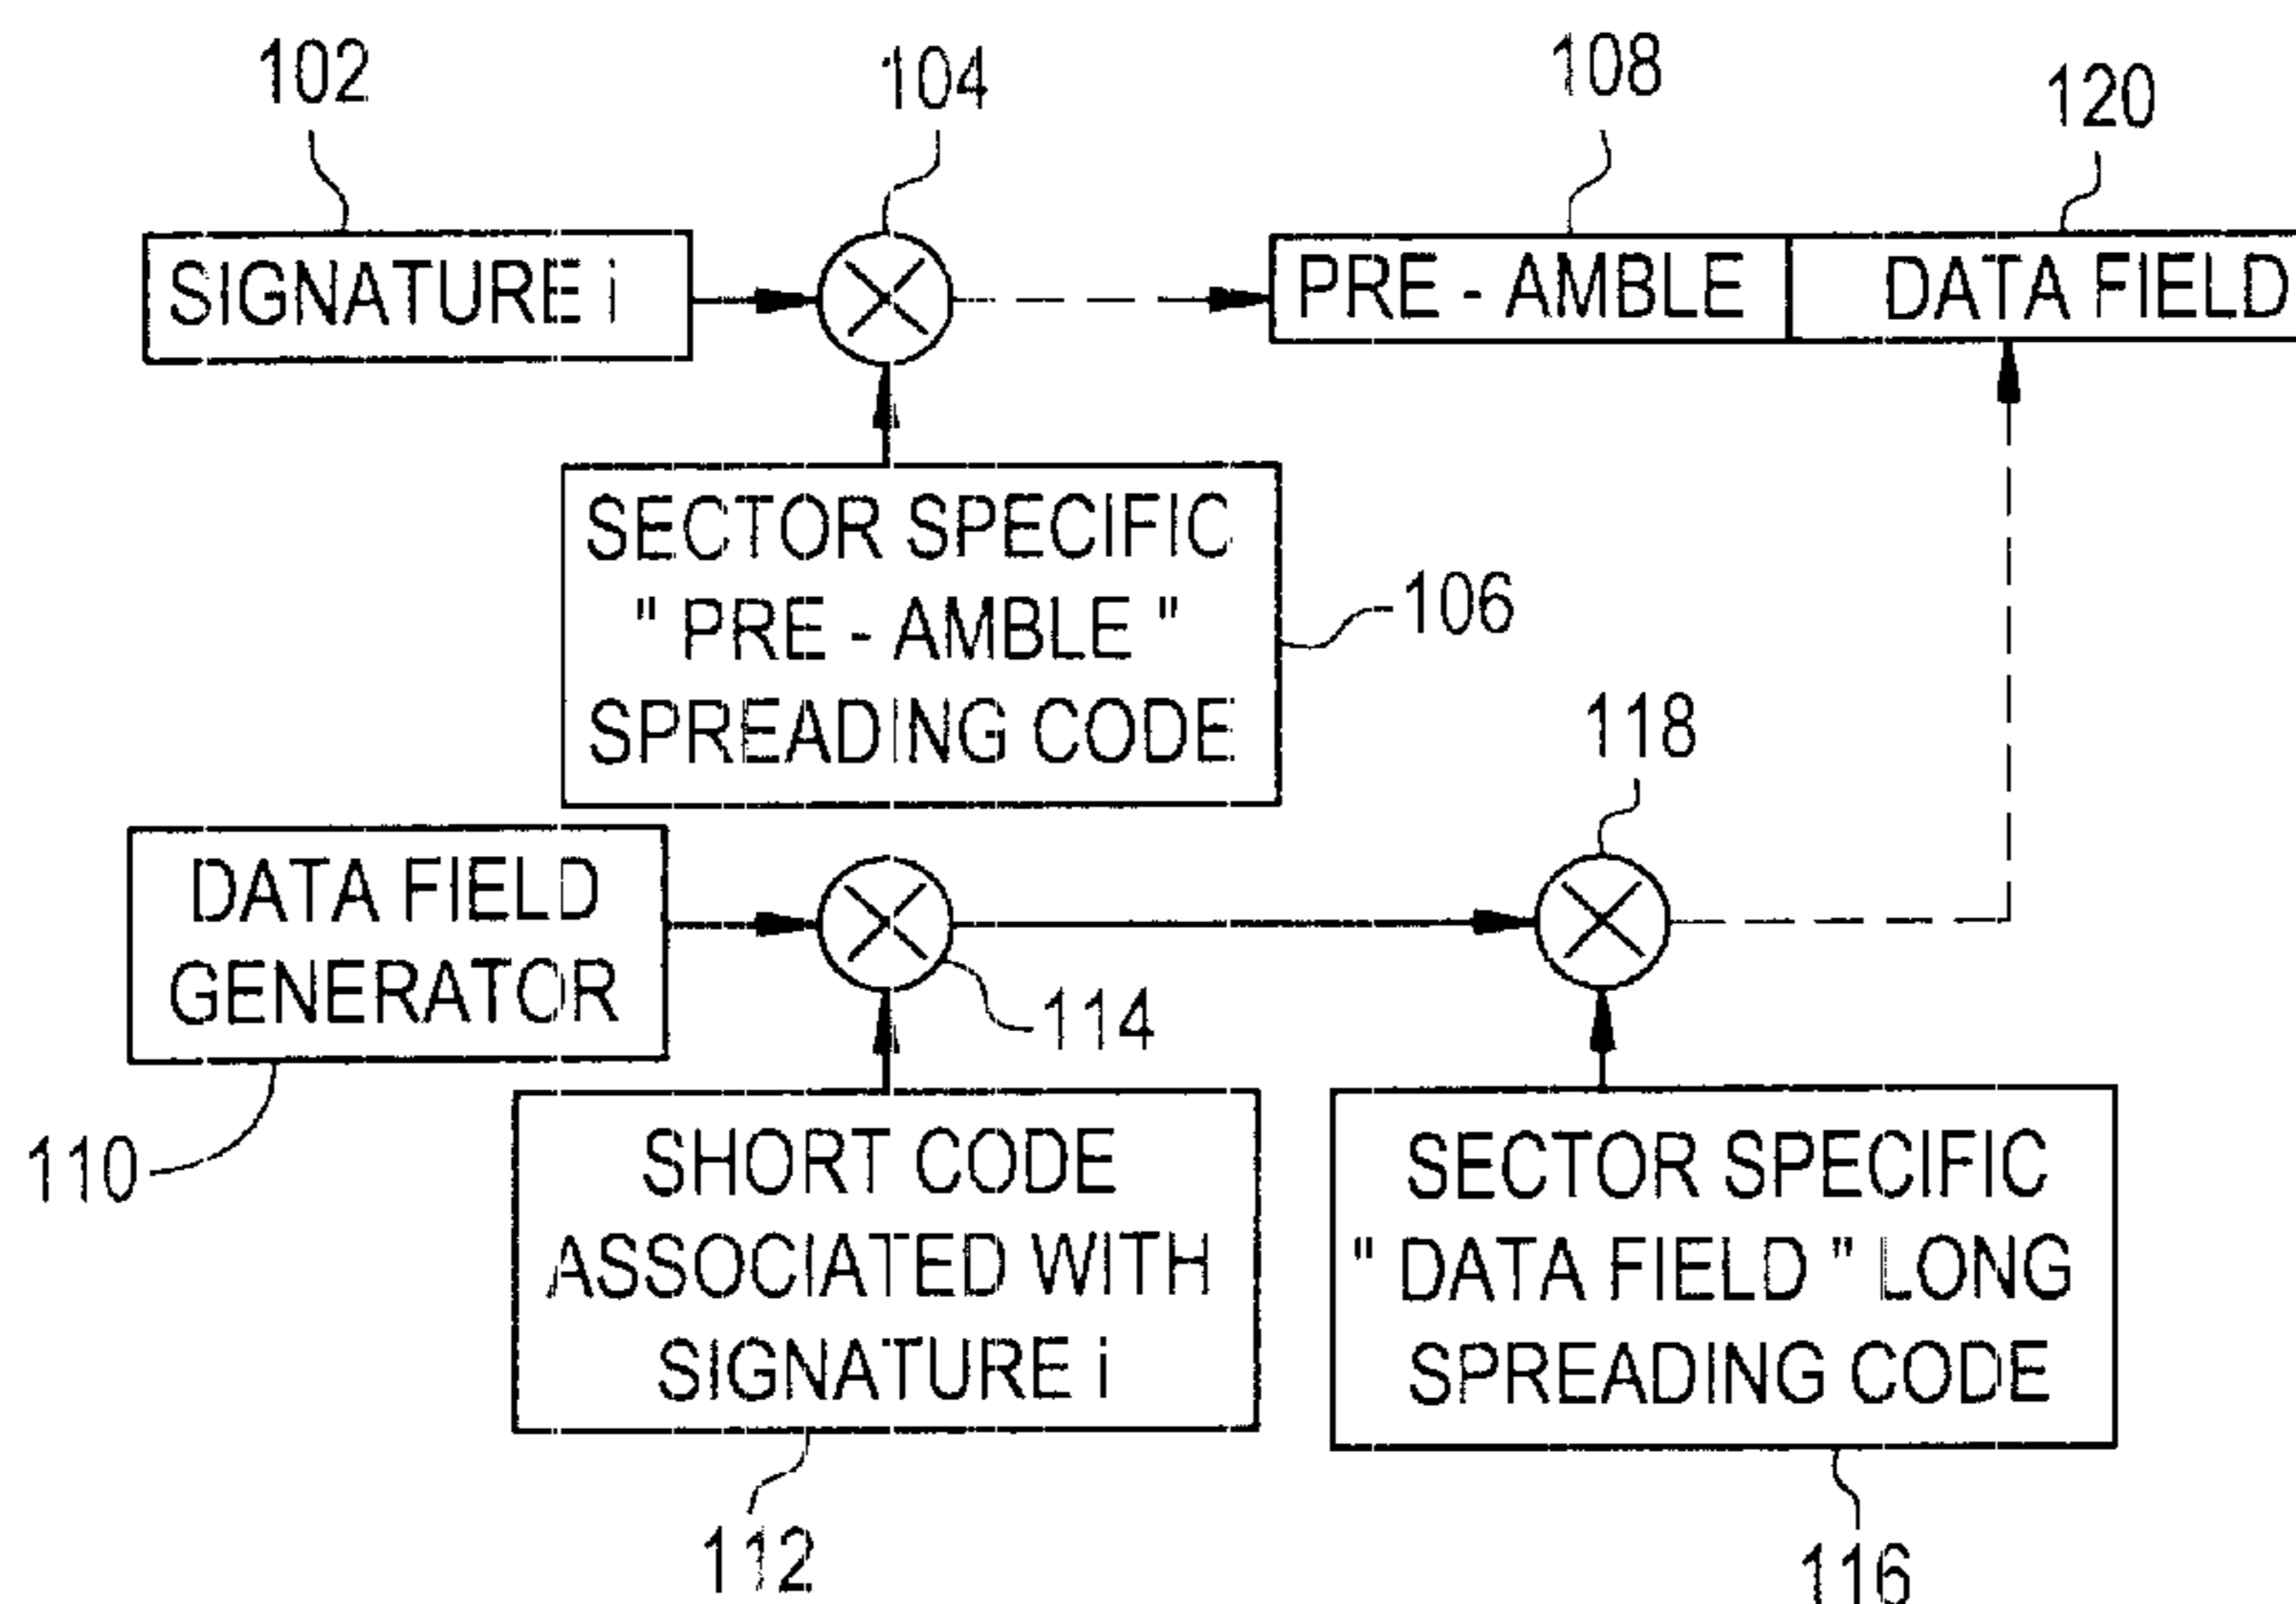 102
104
108
120
SIGNATURE i
PRE - AMBLE
DATA FIELD
SECTOR SPECIFIC
" PRE - AMBLE "
SPREADING CODE
106
118
DATA FIELD
GENERATOR
114
110
SHORT CODE
ASSOCIATED WITH
SIGNATURE i
112
SECTOR SPECIFIC
" DATA FIELD " LONG
SPREADING CODE
116